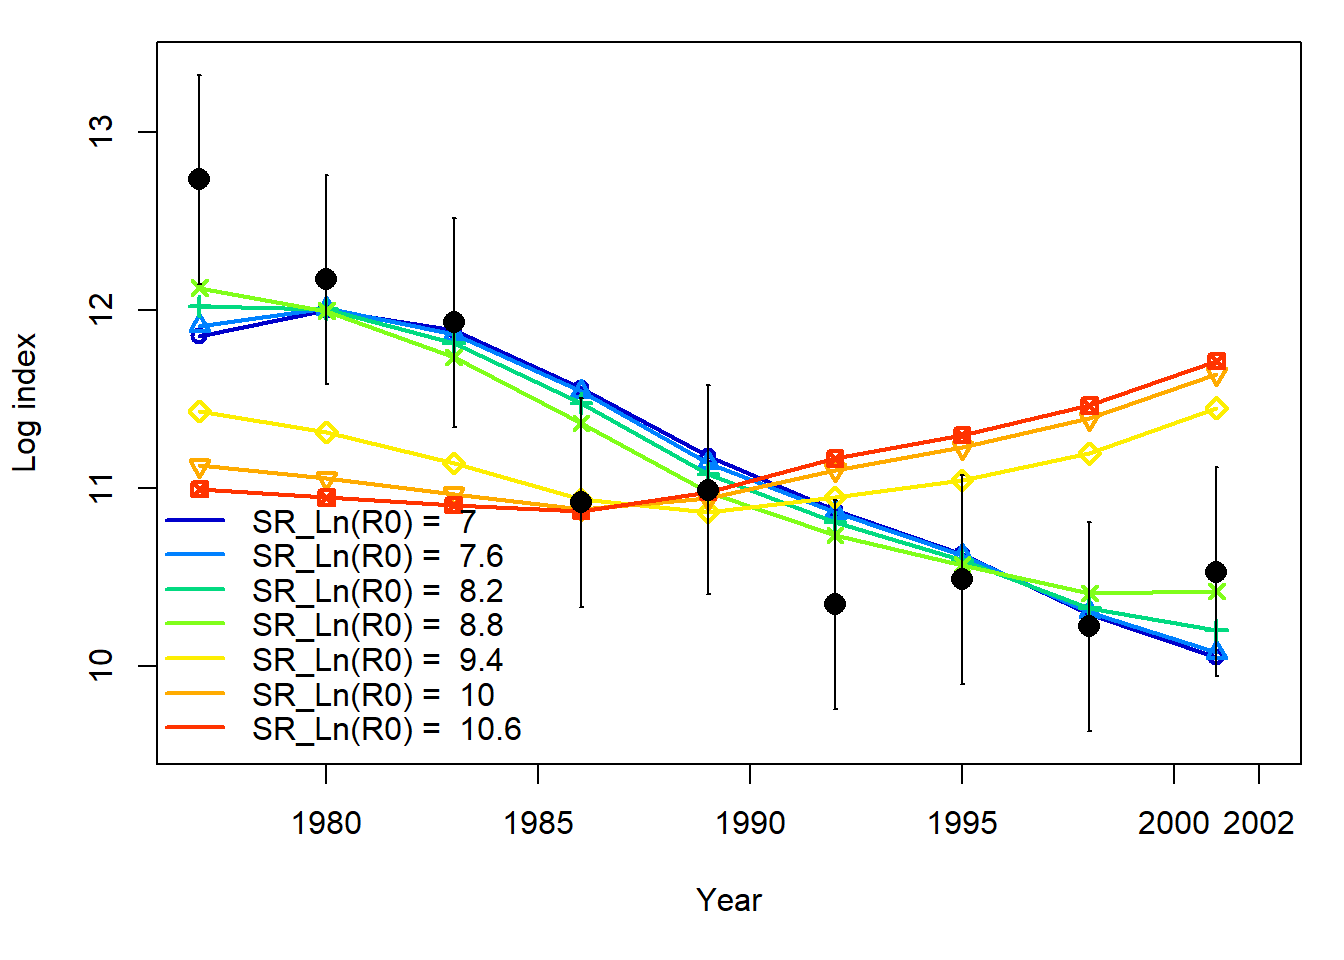 13
12
11
10
Log index
SR_Ln(R0) = 7
SR_Ln(R0) = 7.6
SR_Ln(R0) = 8.2
SR_Ln(R0) = 8.8
SR_Ln(R0) = 9.4
SR_Ln(R0) = 10
SR_Ln(R0) = 10.6
1980 1985 1990 1995 2000 2002
Year